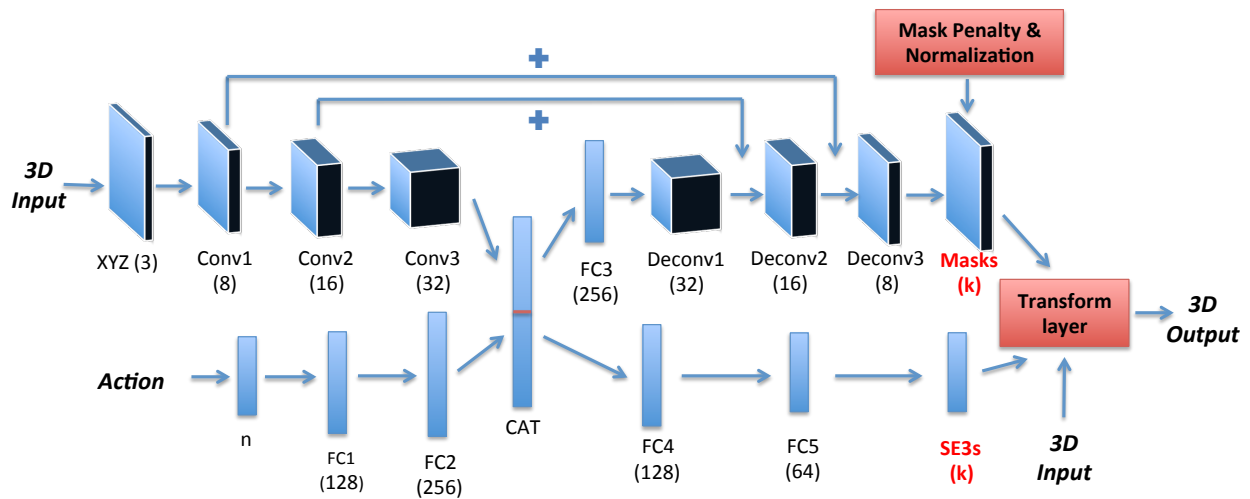 Mask Penalty &
Normalization
3D
Input
XYZ (3)
Conv1
(8)
Conv2
(16)
Conv3
(32)
FC3
(256)
Deconv1
(32)
Deconv2
(16)
Deconv3
(8)
Masks
(k)
Transform
layer
3D
Output
Action
n
FC1
(128)
FC2
(256)
CAT
FC4
(128)
FC5
(64)
SE3s
(k)
3D
Input